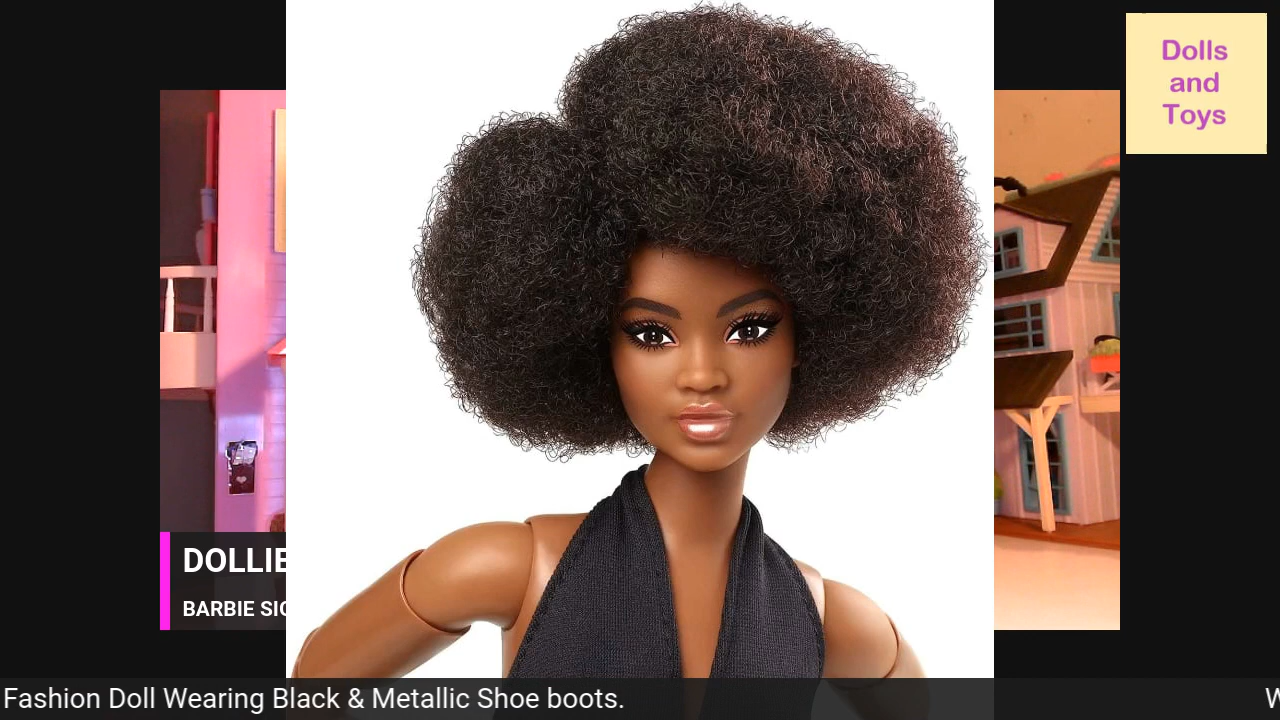 Dolls
and
Toys
DOLLIE
BARBIE SIG
Fashion Doll Wearing Black & Metallic Shoe boots.
W